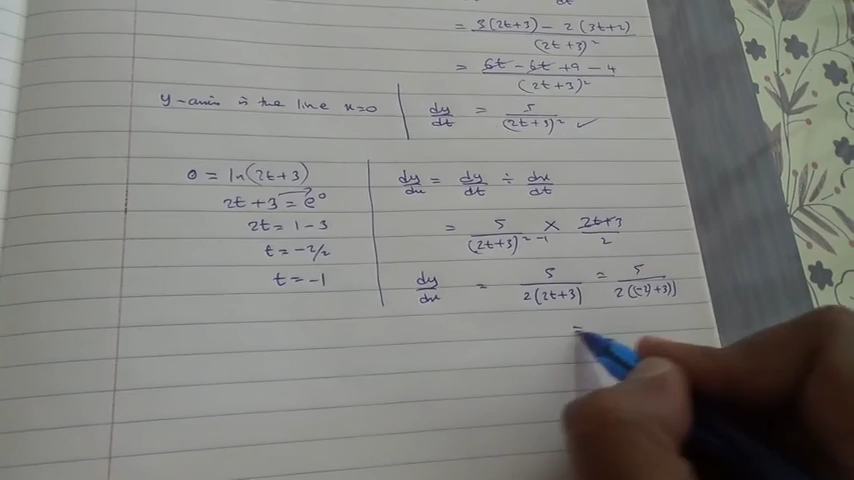 dt
= 3(2t+3) - 2(3t+2) / (2t+3)²
= 6t - 6t + 9 - 4 / (2t+3)²
y-axis is the line x=0
dy/dt = 5/(2t+3)² ✓
0 = ln(2t+3)
2t+3 = e⁰
2t = 1-3
t = -2/2
t = -1
dy/dx = dy/dt ÷ dx/dt
= 5/(2t+3)²⁻¹ × 2t+3/2
dy/dx = 5/2(2t+3) = 5/2((-2)+3)
=